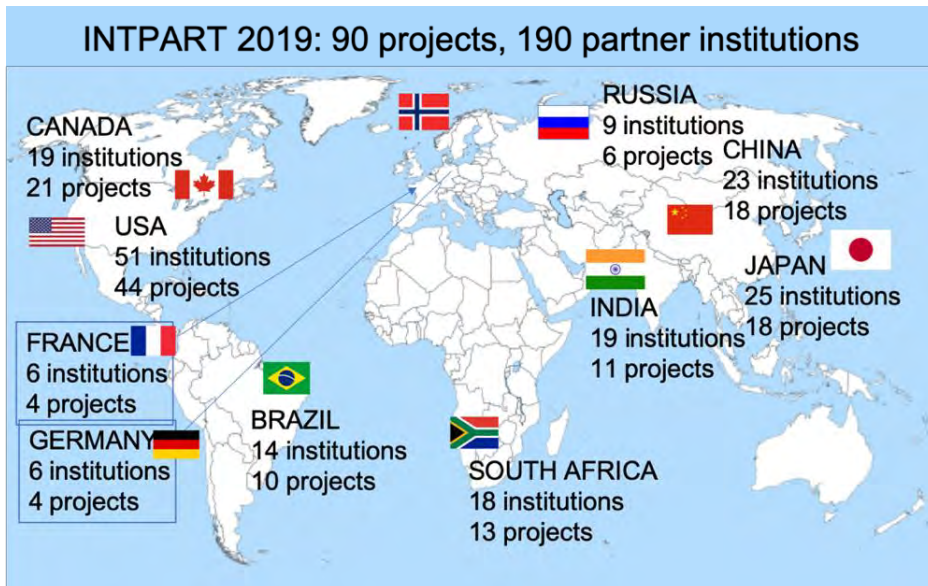 INTPART 2019: 90 projects, 190 partner institutions
CANADA
19 institutions
21 projects
USA
51 institutions
44 projects
FRANCE
6 institutions
4 projects
GERMANY
6 institutions
4 projects
BRAZIL
14 institutions
10 projects
RUSSIA
9 institutions
6 projects
CHINA
23 institutions
18 projects
JAPAN
25 institutions
18 projects
INDIA
19 institutions
11 projects
SOUTH AFRICA
18 institutions
13 projects